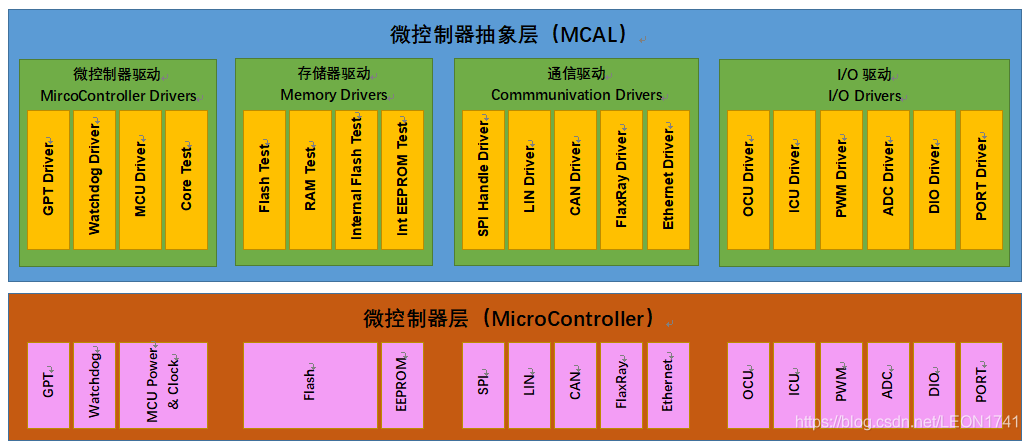 微控制器抽象层（MCAL）
微控制器驱动
MircoController Drivers
GPT Driver
Watchdog Driver
MCU Driver
Core Test
存储器驱动
Memory Drivers
Flash Test
RAM Test
Internal Flash Test
Int EEPROM Test
通信驱动
Commmunivation Drivers
SPI Handle Driver
LIN Driver
CAN Driver
FlaxRay Driver
Ethernet Driver
I/O 驱动
I/O Drivers
OCU Driver
ICU Driver
PWM Driver
ADC Driver
DIO Driver
PORT Driver
微控制器层（MicroController）
GPT
Watchdog
MCU Power
& Clock
Flash
EEPROM
SPI
LIN
CAN
FlaxRay
Ethernet
OCU
ICU
PWM
ADC
DIO
PORT
https://blog.csdn.net/LEON1741